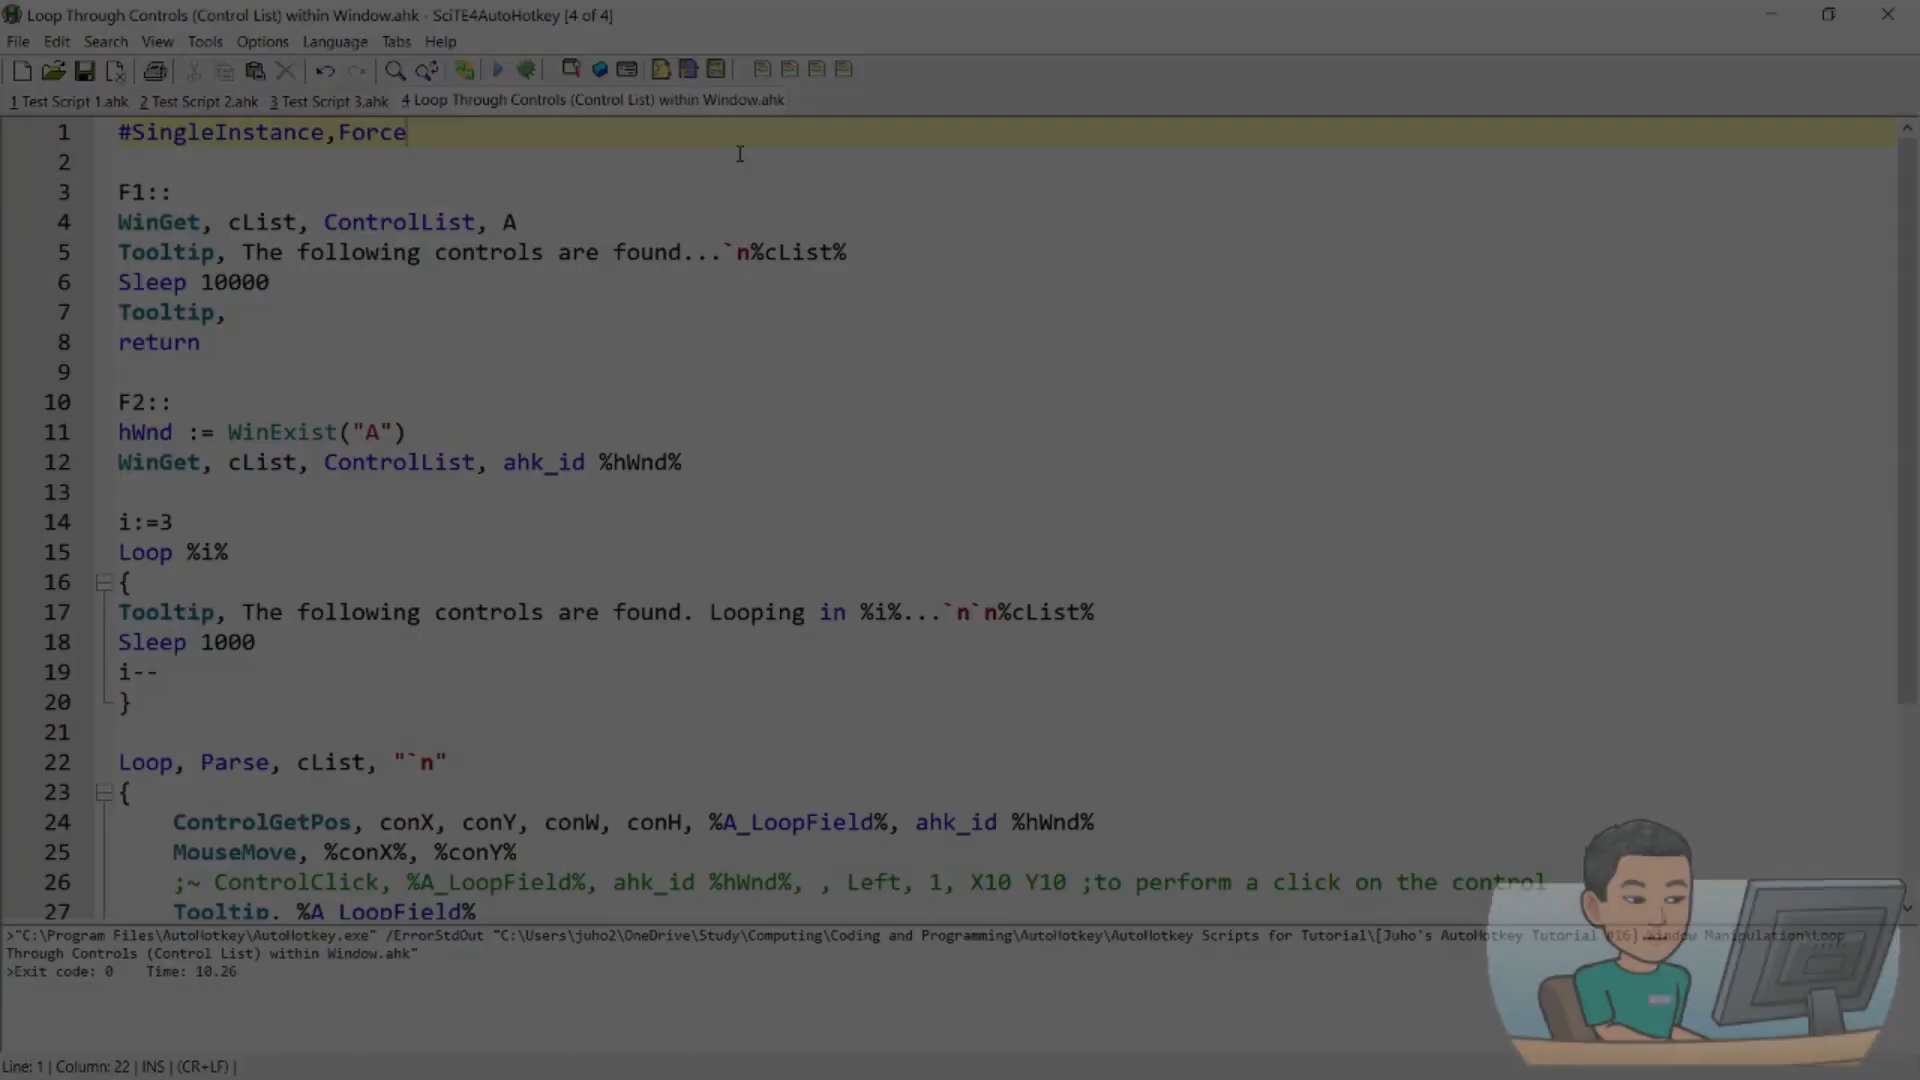 Loop Through Controls (Control List) within Window.ahk - SciTE4AutoHotkey [4 of 4]
File Edit Search View Tools Options Language Tabs Help
1 Test Script 1.ahk 2 Test Script 2.ahk 3 Test Script 3.ahk 4 Loop Through Controls (Control List) within Window.ahk
1 #SingleInstance,Force
2
3 F1::
4 WinGet, cList, ControlList, A
5 Tooltip, The following controls are found...`n%cList%
6 Sleep 10000
7 Tooltip,
8 return
9
10 F2::
11 hWnd := WinExist("A")
12 WinGet, cList, ControlList, ahk_id %hWnd%
13
14 i:=3
15 Loop %i%
16 {
17 Tooltip, The following controls are found. Looping in %i%...`n`n%cList%
18 Sleep 1000
19 i--
20 }
21
22 Loop, Parse, cList, "`n"
23 {
24 ControlGetPos, conX, conY, conW, conH, %A_LoopField%, ahk_id %hWnd%
25 MouseMove, %conX%, %conY%
26 ;~ ControlClick, %A_LoopField%, ahk_id %hWnd%, , Left, 1, X10 Y10 ;to perform a click on the control
27 Tooltip, %A_LoopField%
>"C:\Program Files\AutoHotkey\AutoHotkey.exe" /ErrorStdOut "C:\Users\juho2\OneDrive\Study\Computing\Coding and Programming\AutoHotkey\AutoHotkey Scripts for Tutorial\[Juho's AutoHotkey Tutorial #16] Window Manipulation\Loop
Through Controls (Control List) within Window.ahk"
>Exit code: 0 Time: 10.26
Line: 1 | Column: 22 | INS | (CR+LF) |